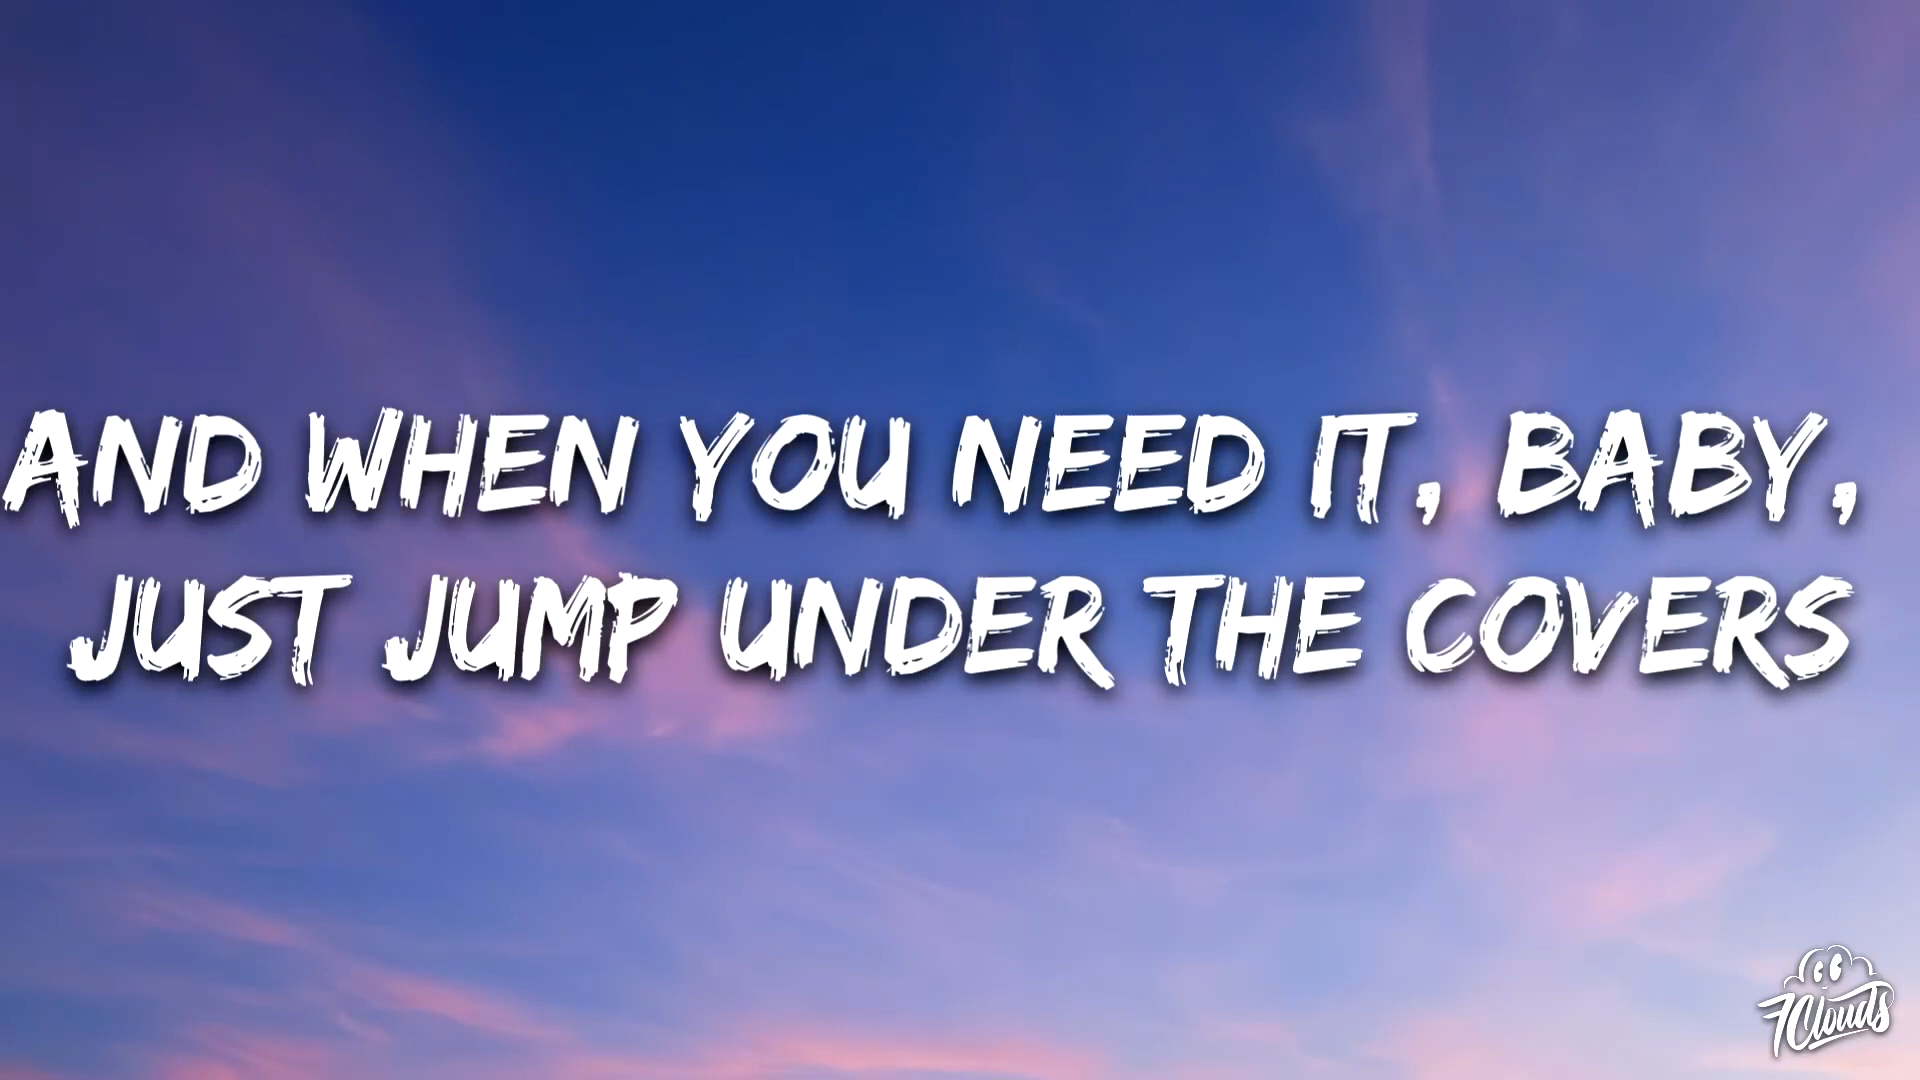 AND WHEN YOU NEED IT, BABY,
JUST JUMP UNDER THE COVERS
7Clouds